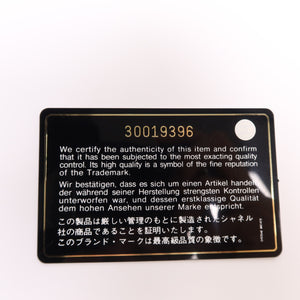 30019396
We certify the authenticity of this item and confirm
that it has been subjected to the most exacting quality
control. Its high quality is a symbol of the fine reputation
of the Trademark.
Wir bestätigen, dass es sich um einen Artikel handelt,
der während seiner Herstellung strengsten Kontrollen
unterworfen war, und dessen erstklassige Qualität
dem hohen Ansehen unserer Marke entspricht.
この製品は厳しい管理のもとに製造されたシャネル
社の商品であることを証明いたします。
このブランド・マークは最高級品質の象徴です。